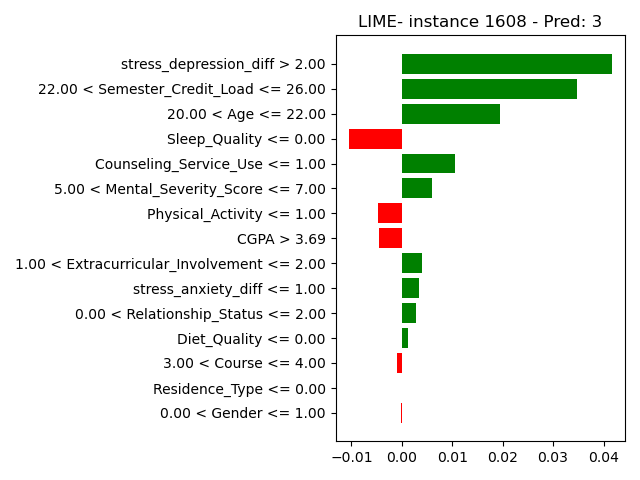 LIME- instance 1608 - Pred: 3
stress_depression_diff > 2.00
22.00 < Semester_Credit_Load <= 26.00
20.00 < Age <= 22.00
Sleep_Quality <= 0.00
Counseling_Service_Use <= 1.00
5.00 < Mental_Severity_Score <= 7.00
Physical_Activity <= 1.00
CGPA > 3.69
1.00 < Extracurricular_Involvement <= 2.00
stress_anxiety_diff <= 1.00
0.00 < Relationship_Status <= 2.00
Diet_Quality <= 0.00
3.00 < Course <= 4.00
Residence_Type <= 0.00
0.00 < Gender <= 1.00
−0.01 0.00 0.01 0.02 0.03 0.04